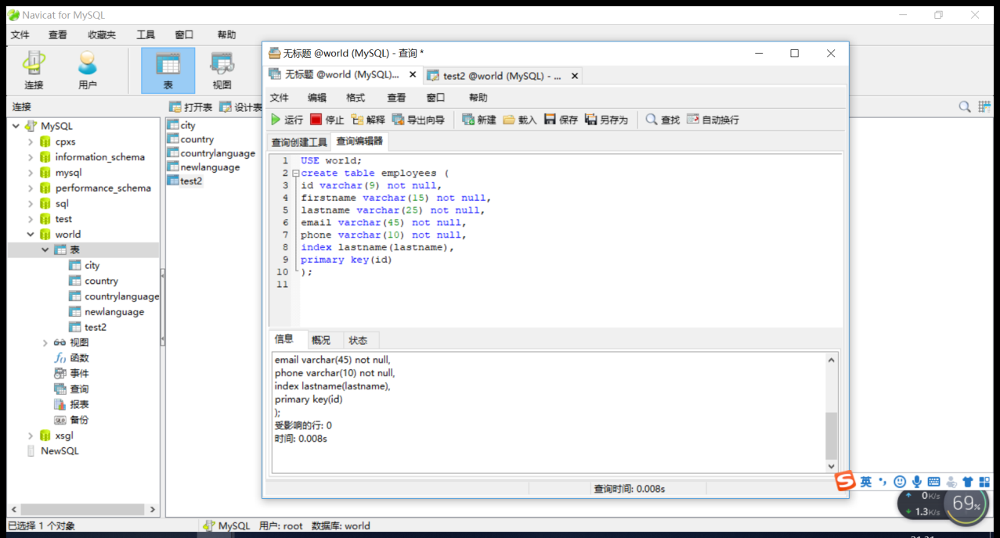 Navicat for MySQL
文件 查看 收藏夹 工具 窗口 帮助
连接 用户 表 视图
连接
打开表 设计表
MySQL
cpxs
information_schema
mysql
performance_schema
sql
test
world
表
city
country
countrylanguage
newlanguage
test2
视图
函数
事件
查询
报表
备份
xsgl
NewSQL
city
country
countrylanguage
newlanguage
test2
无标题 @world (MySQL) - 查询 *
无标题 @world (MySQL)... test2 @world (MySQL) - ...
文件 编辑 格式 查看 窗口 帮助
运行 停止 解释 导出向导 新建 载入 保存 另存为 查找 自动换行
查询创建工具 查询编辑器
1 USE world;
2 create table employees (
3 id varchar(9) not null,
4 firstname varchar(15) not null,
5 lastname varchar(25) not null,
6 email varchar(45) not null,
7 phone varchar(10) not null,
8 index lastname(lastname),
9 primary key(id)
10 );
11
信息 概况 状态
email varchar(45) not null,
phone varchar(10) not null,
index lastname(lastname),
primary key(id)
);
受影响的行: 0
时间: 0.008s
查询时间: 0.008s
英
0K/s
1.3K/s
69%
已选择 1 个对象 MySQL 用户: root 数据库: world